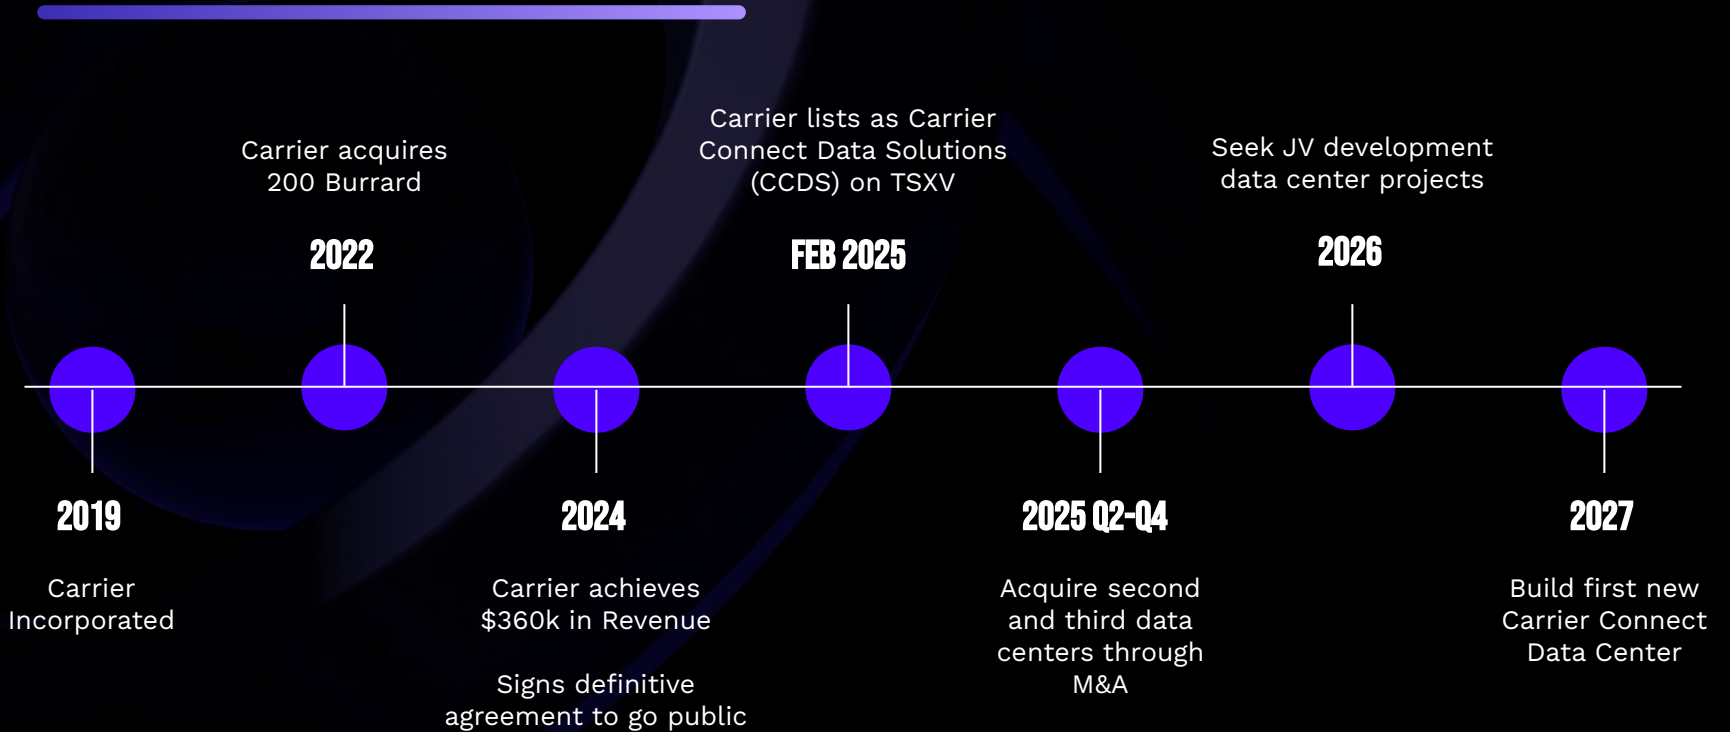 Carrier acquires
200 Burrard
2022
Carrier lists as Carrier
Connect Data Solutions
(CCDS) on TSXV
FEB 2025
Seek JV development
data center projects
2026
2019
Carrier
Incorporated
2024
Carrier achieves
$360k in Revenue
Signs definitive
agreement to go public
2025 Q2-Q4
Acquire second
and third data
centers through
M&A
2027
Build first new
Carrier Connect
Data Center